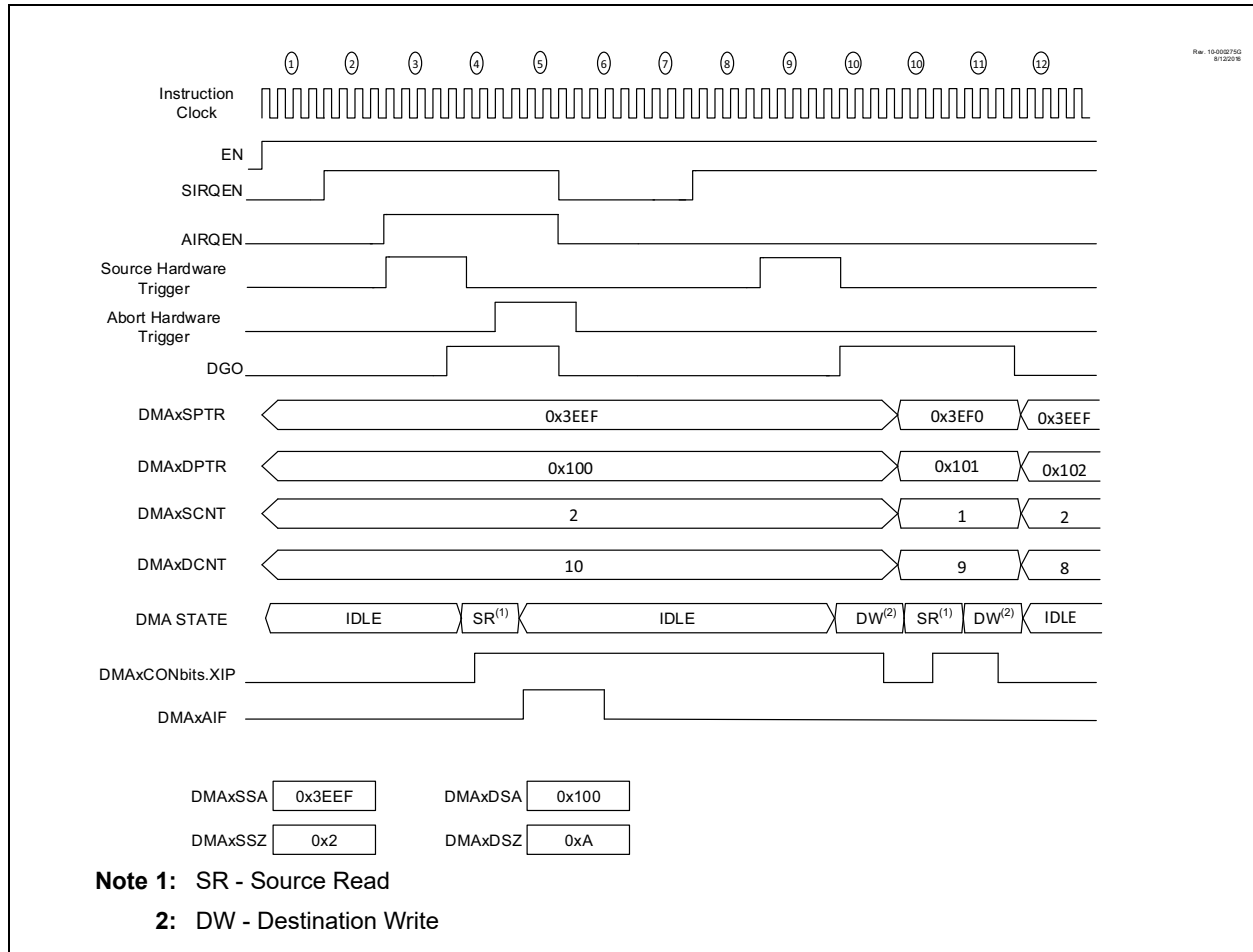 Rev. 10-000275G
8/12/2016
1 2 3 4 5 6 7 8 9 10 10 11 12
Instruction
Clock
EN
SIRQEN
AIRQEN
Source Hardware
Trigger
Abort Hardware
Trigger
DGO
DMAxSPTR 0x3EEF 0x3EF0 0x3EEF
DMAxDPTR 0x100 0x101 0x102
DMAxSCNT 2 1 2
DMAxDCNT 10 9 8
DMA STATE IDLE SR(1) IDLE DW(2) SR(1) DW(2) IDLE
DMAxCONbits.XIP
DMAxAIF
DMAxSSA 0x3EEF DMAxDSA 0x100
DMAxSSZ 0x2 DMAxDSZ 0xA
Note 1: SR - Source Read
2: DW - Destination Write